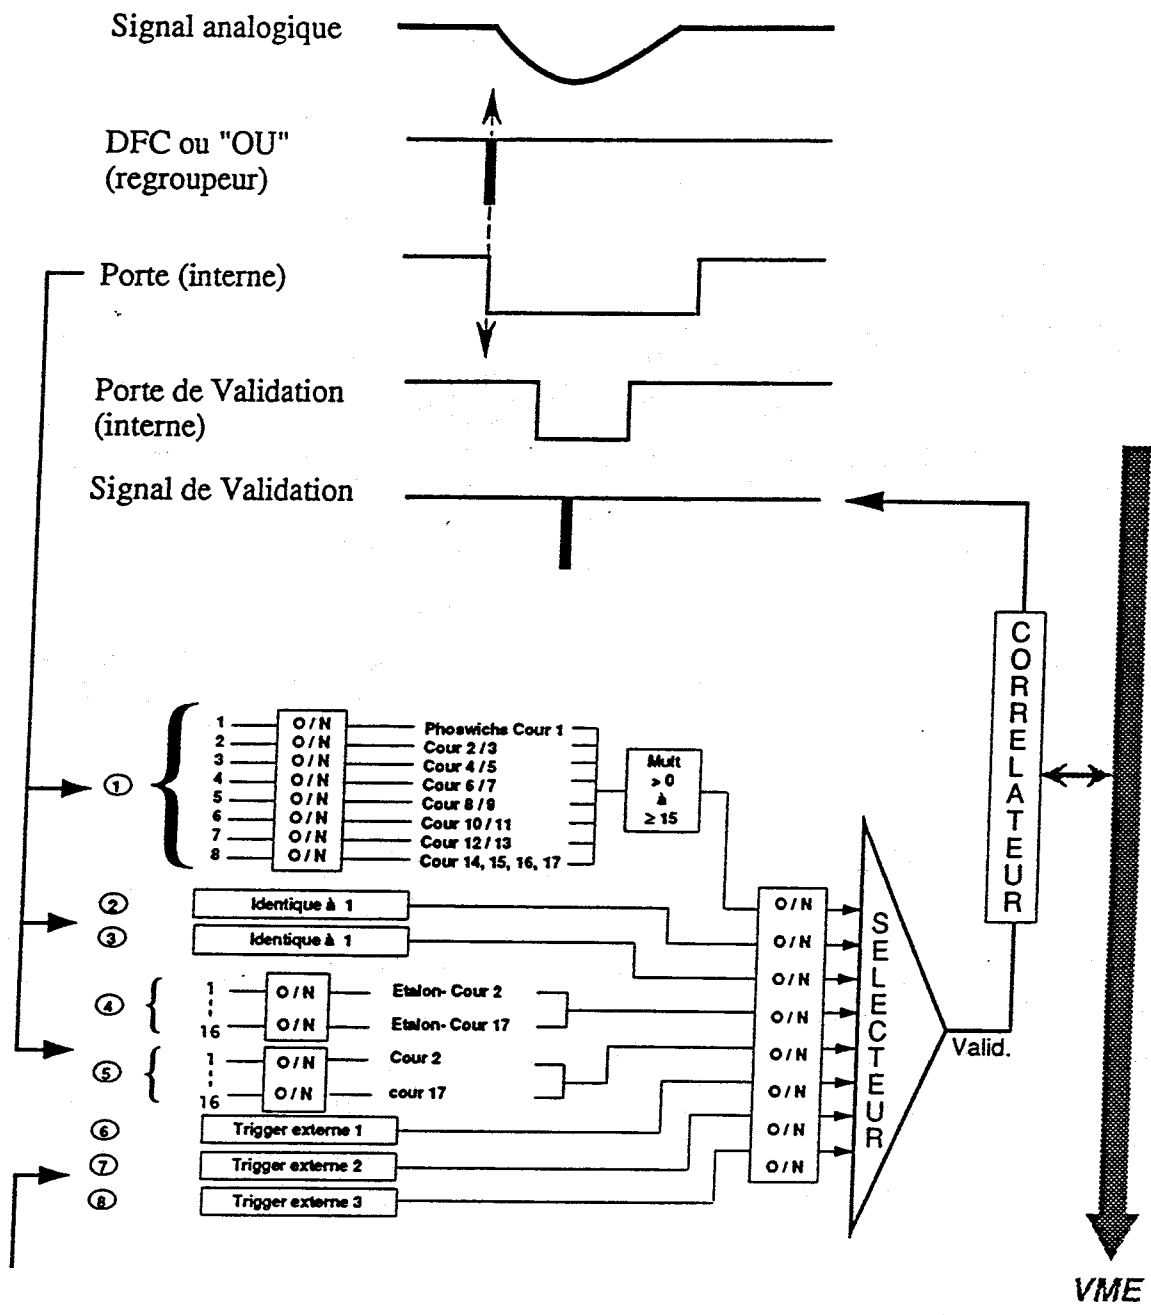 Signal analogique
DFC ou "OU"
(regroupeur)
Porte (interne)
Porte de Validation
(interne)
Signal de Validation
CORRELATEUR
1
1 O/N Phoswichs Cour 1
2 O/N Cour 2 / 3
3 O/N Cour 4 / 5
4 O/N Cour 6 / 7
5 O/N Cour 8 / 9
6 O/N Cour 10 / 11
7 O/N Cour 12 / 13
8 O/N Cour 14, 15, 16, 17
Mult
> 0
à
≥ 15
2 Identique à 1
3 Identique à 1
4
1 O/N Etalon- Cour 2
16 O/N Etalon- Cour 17
5
1 O/N Cour 2
16 O/N cour 17
6 Trigger externe 1
7 Trigger externe 2
8 Trigger externe 3
O/N
O/N
O/N
O/N
O/N
O/N
O/N
O/N
SELECTEUR
Valid.
VME